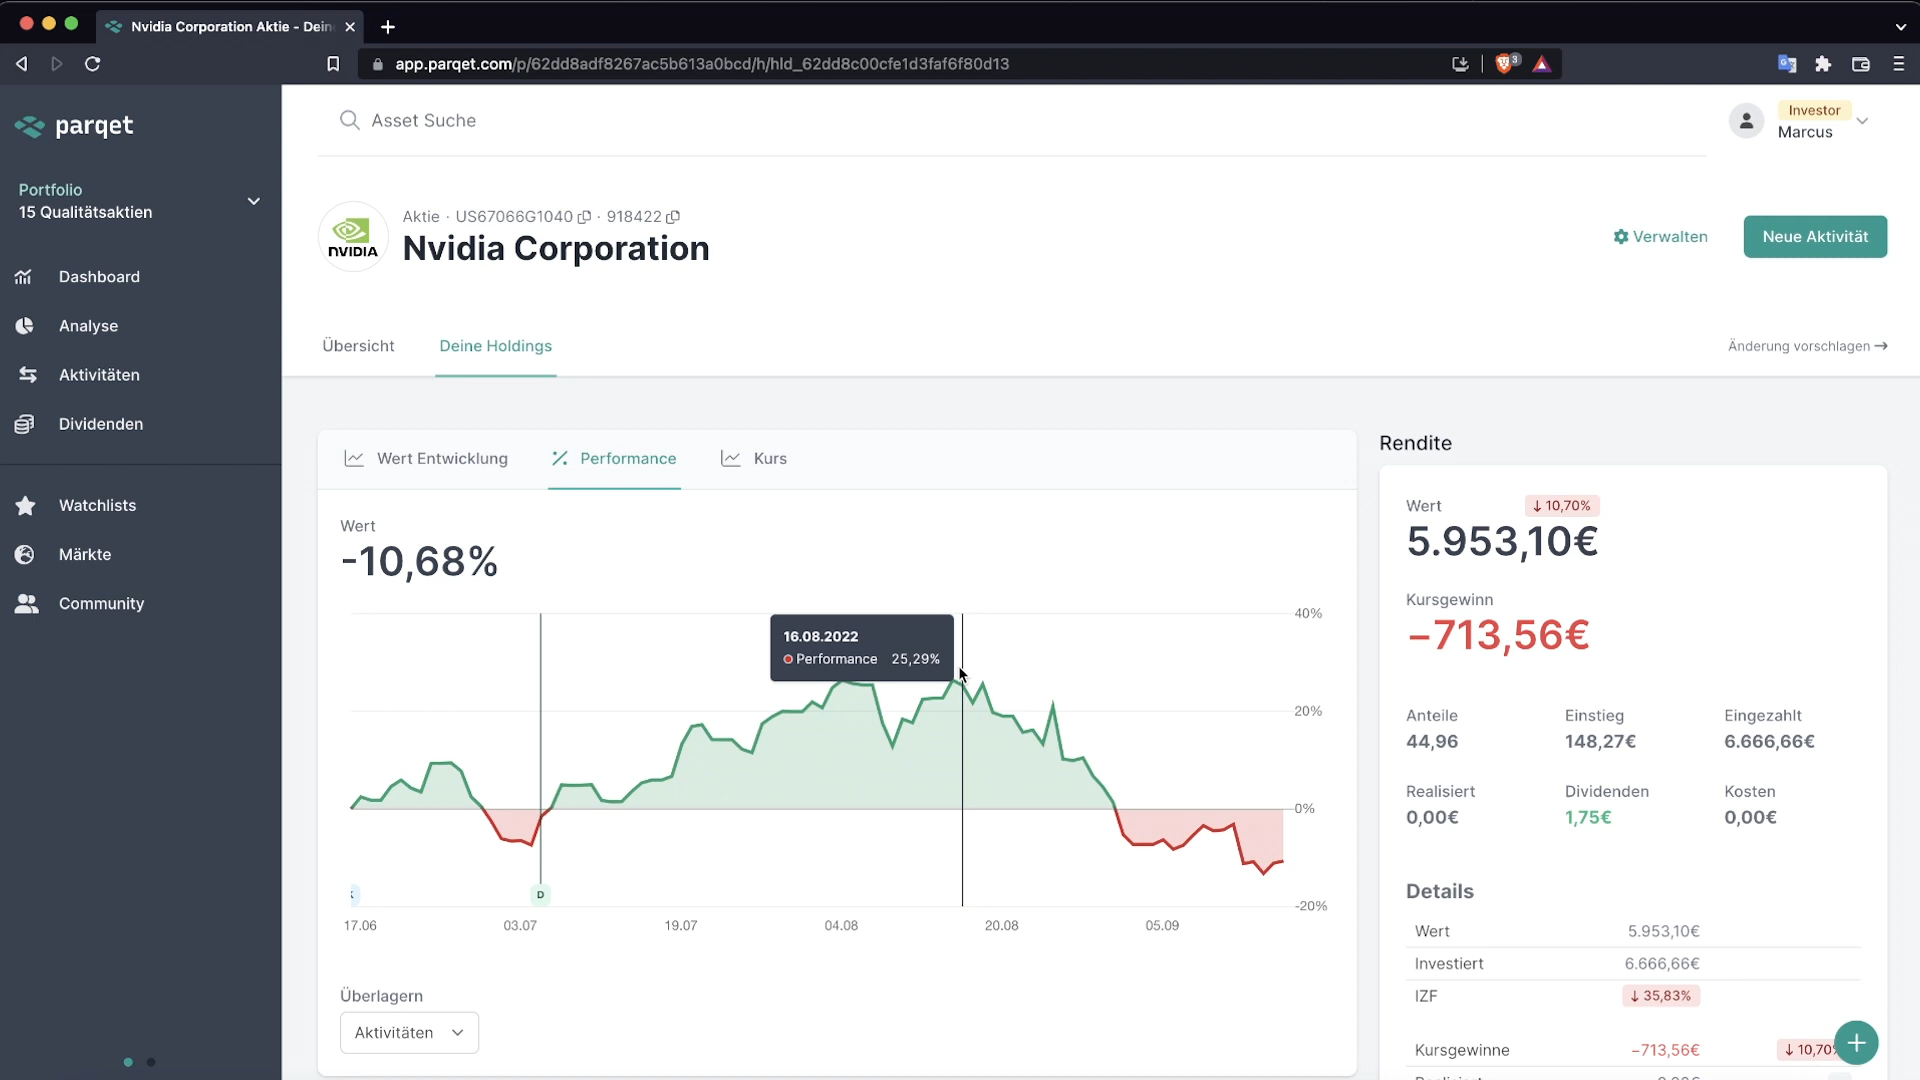 Nvidia Corporation Aktie - Dein
app.parqet.com/p/62dd8adf8267ac5b613a0bcd/h/hld_62dd8c00cfe1d3faf6f80d13
3
parqet
Portfolio
15 Qualitätsaktien
Dashboard
Analyse
Aktivitäten
Dividenden
Watchlists
Märkte
Community
Asset Suche
Investor
Marcus
NVIDIA
Aktie · US67066G1040 · 918422
Nvidia Corporation
Verwalten
Neue Aktivität
Übersicht
Deine Holdings
Änderung vorschlagen →
Wert Entwicklung
Performance
Kurs
Wert
-10,68%
16.08.2022
Performance 25,29%
40%
20%
0%
-20%
D
17.06
03.07
19.07
04.08
20.08
05.09
Überlagern
Aktivitäten
Rendite
Wert
↓ 10,70%
5.953,10€
Kursgewinn
−713,56€
Anteile
44,96
Einstieg
148,27€
Eingezahlt
6.666,66€
Realisiert
0,00€
Dividenden
1,75€
Kosten
0,00€
Details
Wert 5.953,10€
Investiert 6.666,66€
IZF ↓ 35,83%
Kursgewinne −713,56€ ↓ 10,70%